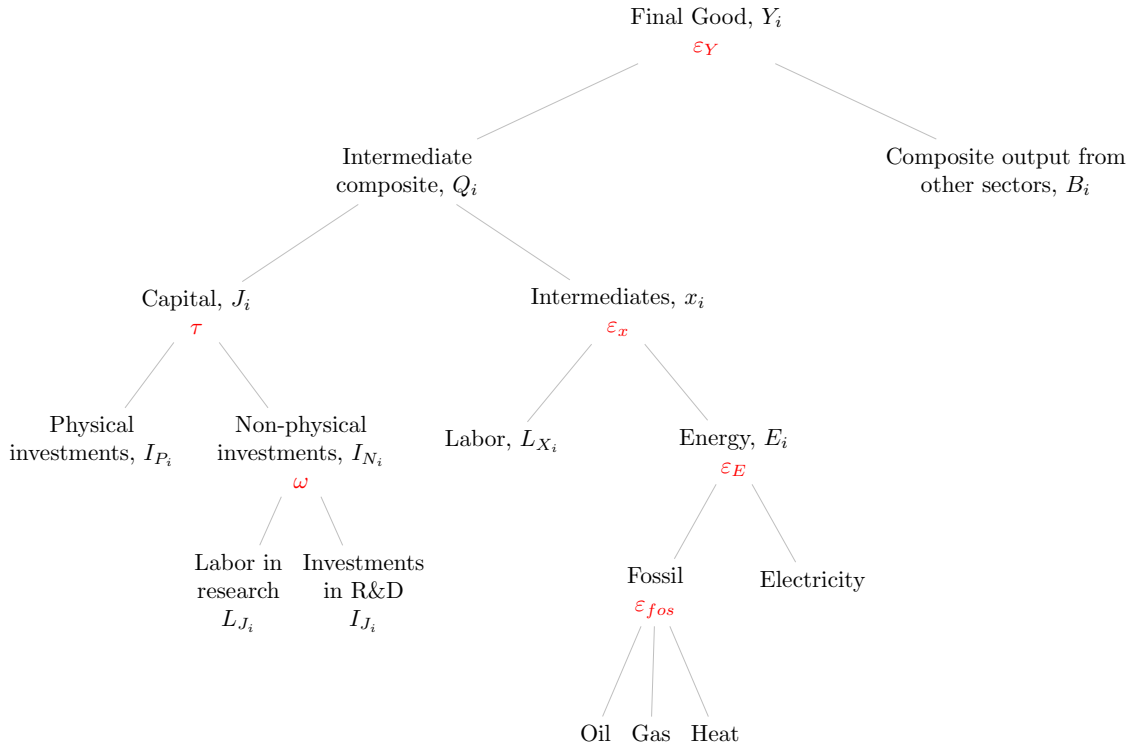 Final Good, Y_i
ε_Y
Intermediate
composite, Q_i
Composite output from
other sectors, B_i
Capital, J_i
τ
Intermediates, x_i
ε_x
Physical
investments, I_{P_i}
Non-physical
investments, I_{N_i}
ω
Labor, L_{X_i}
Energy, E_i
ε_E
Labor in
research
L_{J_i}
Investments
in R&D
I_{J_i}
Fossil
ε_{fos}
Electricity
Oil
Gas
Heat